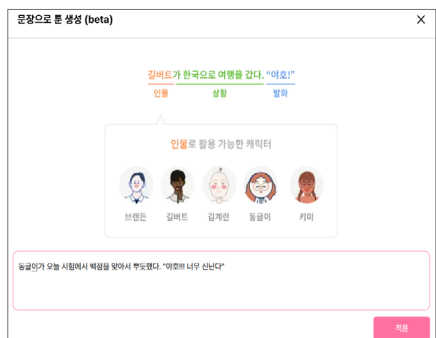 문장으로 툰 생성 (beta)
길버트가 한국으로 여행을 갔다. "야호!"
인물 상황 발화
인물로 활용 가능한 캐릭터
브랜든 길버트 김계란 동글이 키미
동글이가 오늘 시험에서 백점을 맞아서 뿌듯했다. "야호!!! 너무 신난다"
적용